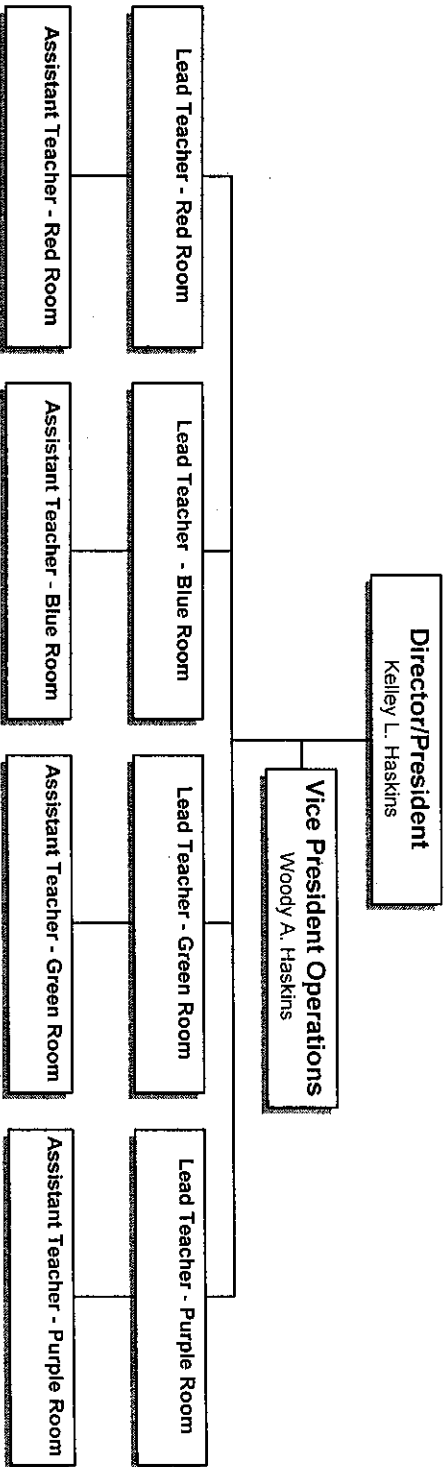 Director/President
Kelley L. Haskins
Vice President Operations
Woody A. Haskins
Lead Teacher - Red Room
Lead Teacher - Blue Room
Lead Teacher - Green Room
Lead Teacher - Purple Room
Assistant Teacher - Red Room
Assistant Teacher - Blue Room
Assistant Teacher - Green Room
Assistant Teacher - Purple Room